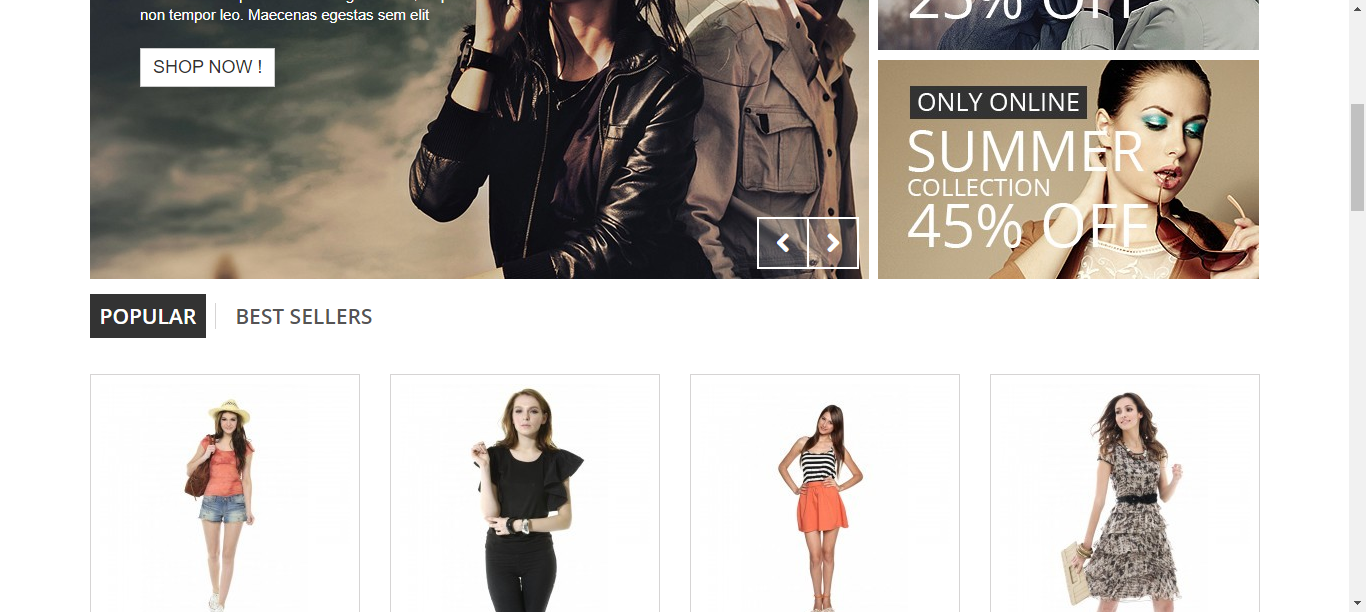 non tempor leo. Maecenas egestas sem elit
SHOP NOW !
25% OFF
ONLY ONLINE
SUMMER
COLLECTION
45% OFF
POPULAR
BEST SELLERS